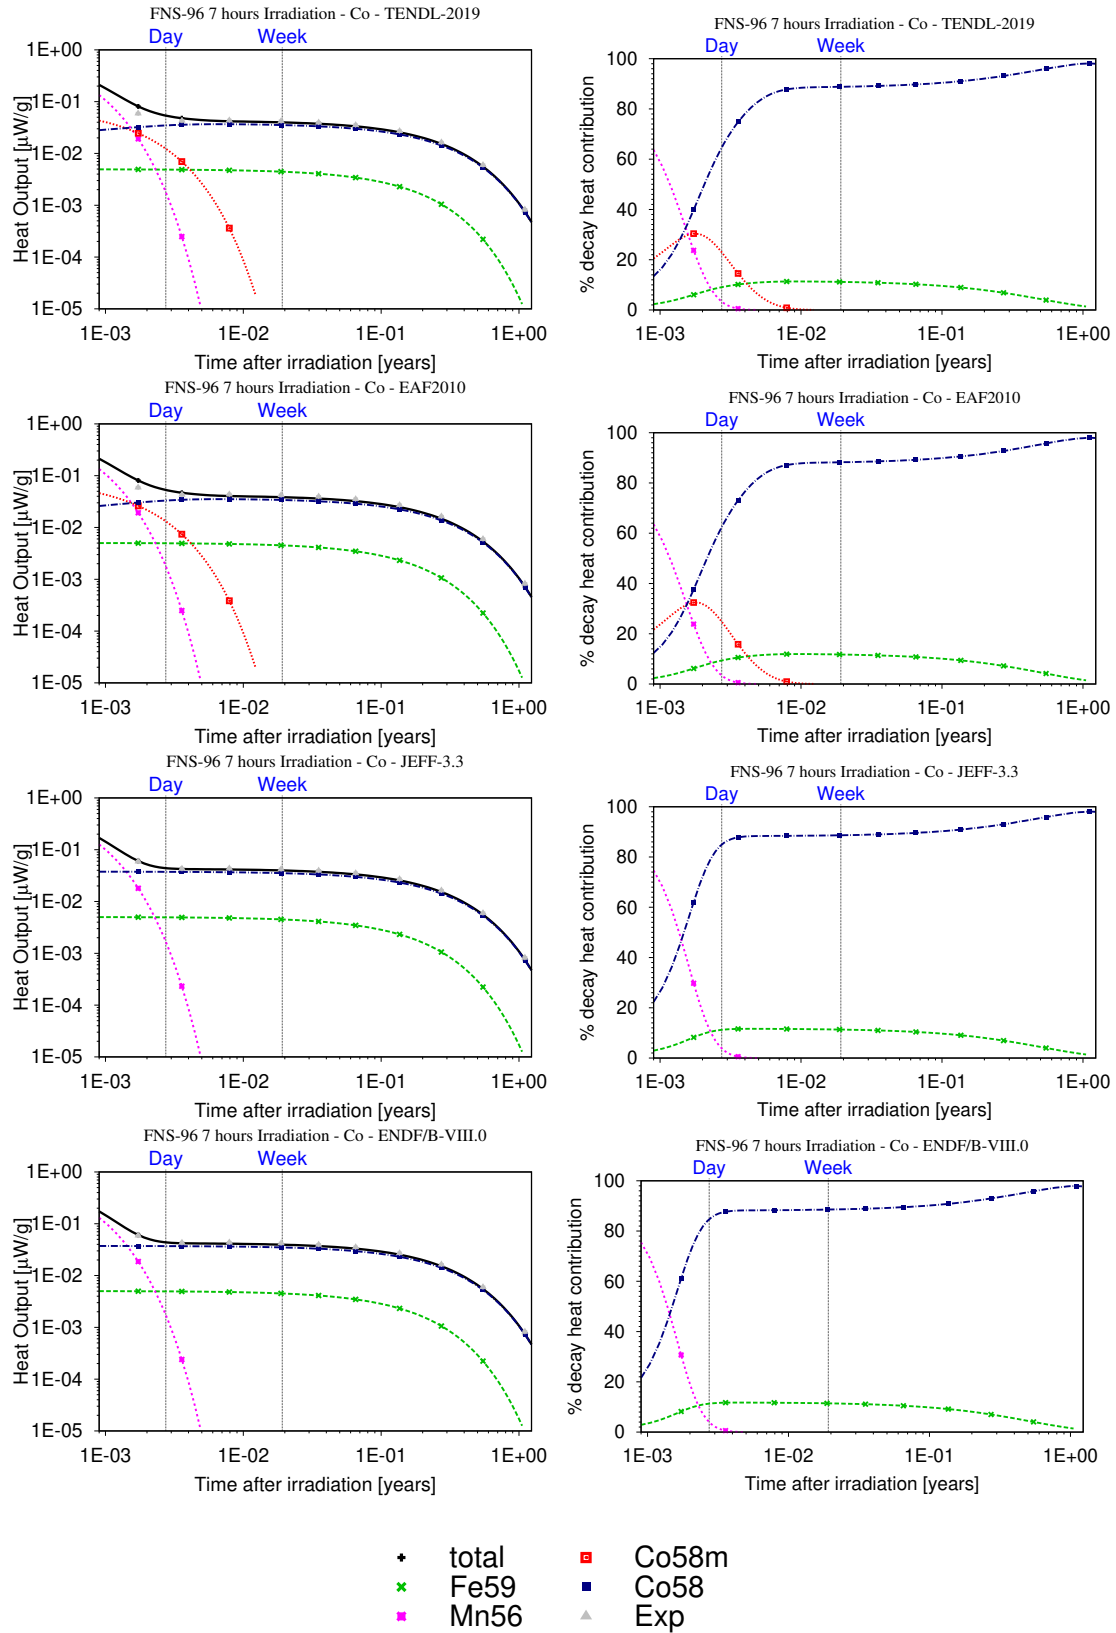 FNS-96 7 hours Irradiation - Co - TENDL-2019
Day Week
Heat Output [μW/g]
1E+00
1E-01
1E-02
1E-03
1E-04
1E-05
1E-03 1E-02 1E-01 1E+00
Time after irradiation [years]
FNS-96 7 hours Irradiation - Co - TENDL-2019
Day Week
% decay heat contribution
100
80
60
40
20
0
1E-03 1E-02 1E-01 1E+00
Time after irradiation [years]
FNS-96 7 hours Irradiation - Co - EAF2010
Day Week
Heat Output [μW/g]
1E+00
1E-01
1E-02
1E-03
1E-04
1E-05
1E-03 1E-02 1E-01 1E+00
Time after irradiation [years]
FNS-96 7 hours Irradiation - Co - EAF2010
Day Week
% decay heat contribution
100
80
60
40
20
0
1E-03 1E-02 1E-01 1E+00
Time after irradiation [years]
FNS-96 7 hours Irradiation - Co - JEFF-3.3
Day Week
Heat Output [μW/g]
1E+00
1E-01
1E-02
1E-03
1E-04
1E-05
1E-03 1E-02 1E-01 1E+00
Time after irradiation [years]
FNS-96 7 hours Irradiation - Co - JEFF-3.3
Day Week
% decay heat contribution
100
80
60
40
20
0
1E-03 1E-02 1E-01 1E+00
Time after irradiation [years]
FNS-96 7 hours Irradiation - Co - ENDF/B-VIII.0
Day Week
Heat Output [μW/g]
1E+00
1E-01
1E-02
1E-03
1E-04
1E-05
1E-03 1E-02 1E-01 1E+00
Time after irradiation [years]
FNS-96 7 hours Irradiation - Co - ENDF/B-VIII.0
Day Week
% decay heat contribution
100
80
60
40
20
0
1E-03 1E-02 1E-01 1E+00
Time after irradiation [years]
total Co58m
Fe59 Co58
Mn56 Exp